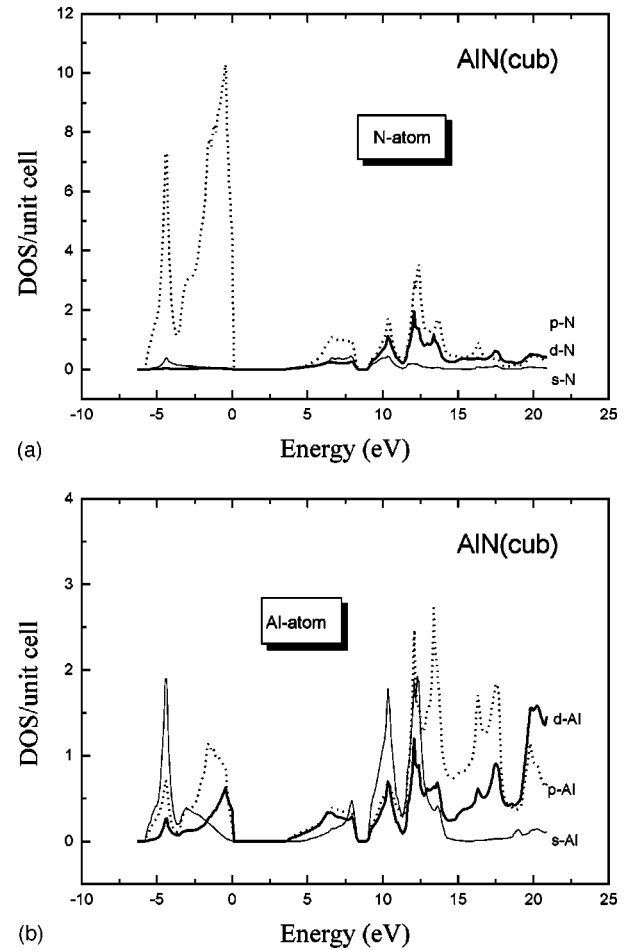 AlN(cub)
N-atom
DOS/unit cell
12
10
8
6
4
2
0
p-N
d-N
s-N
-10 -5 0 5 10 15 20 25
(a) Energy (eV)
AlN(cub)
Al-atom
DOS/unit cell
4
3
2
1
0
d-Al
p-Al
s-Al
-10 -5 0 5 10 15 20 25
(b) Energy (eV)